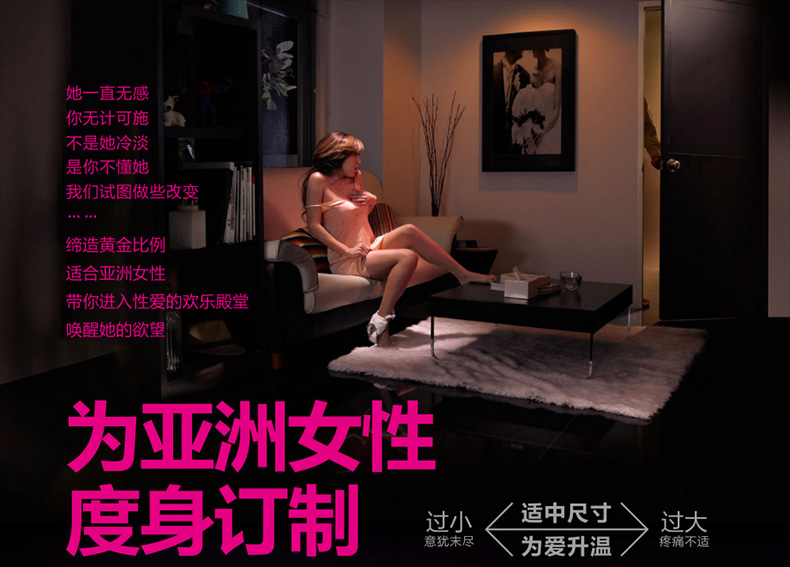 她一直无感
你无计可施
不是她冷淡
是你不懂她
我们试图做些改变
… …
缔造黄金比例
适合亚洲女性
带你进入性爱的欢乐殿堂
唤醒她的欲望
为亚洲女性
度身订制
过小
意犹末尽
适中尺寸
为爱升温
过大
疼痛不适